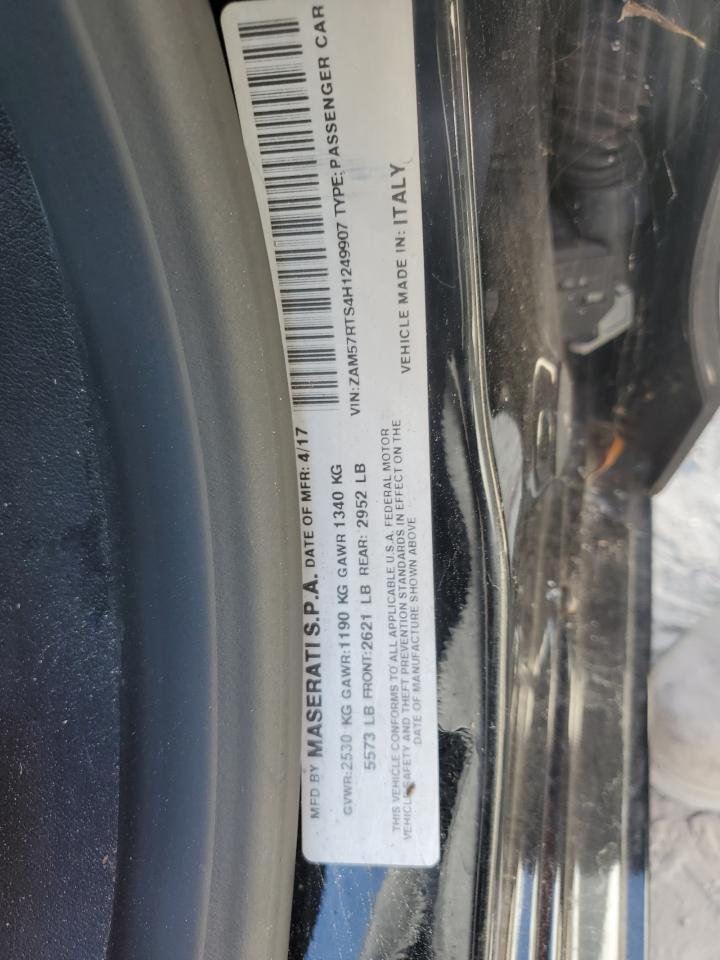 MFD BY MASERATI S.P.A. DATE OF MFR: 4/17
GVWR:2530 KG GAWR:1190 KG GAWR 1340 KG
5573 LB FRONT:2621 LB REAR: 2952 LB
VIN:ZAM57RTS4H1249907 TYPE:PASSENGER CAR
THIS VEHICLE CONFORMS TO ALL APPLICABLE U.S.A. FEDERAL MOTOR
VEHICLE SAFETY AND THEFT PREVENTION STANDARDS IN EFFECT ON THE
DATE OF MANUFACTURE SHOWN ABOVE
VEHICLE MADE IN: ITALY